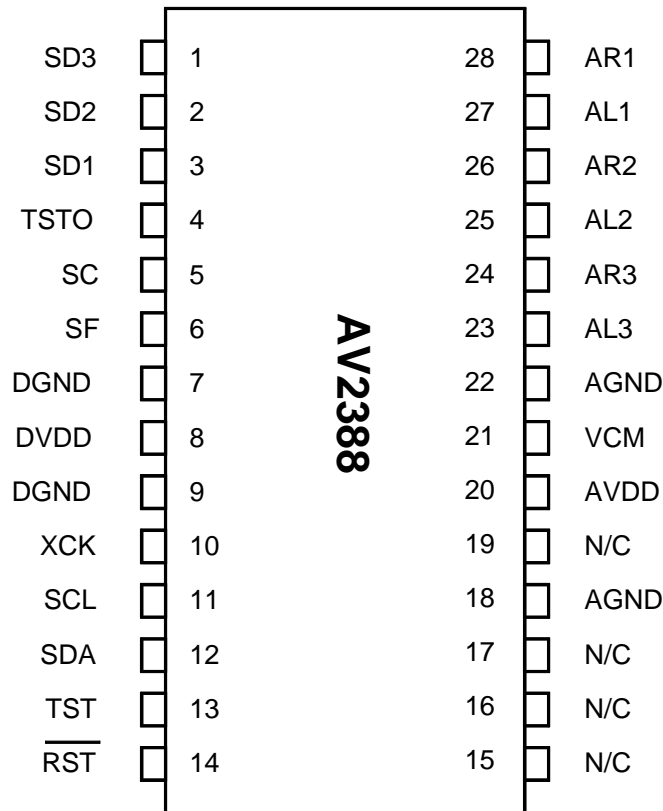 SD3 1 28 AR1
SD2 2 27 AL1
SD1 3 26 AR2
TSTO 4 25 AL2
SC 5 24 AR3
SF 6 23 AL3
DGND 7 22 AGND
DVDD 8 21 VCM
DGND 9 20 AVDD
XCK 10 19 N/C
SCL 11 18 AGND
SDA 12 17 N/C
TST 13 16 N/C
R̅S̅T̅ 14 15 N/C
AV2388